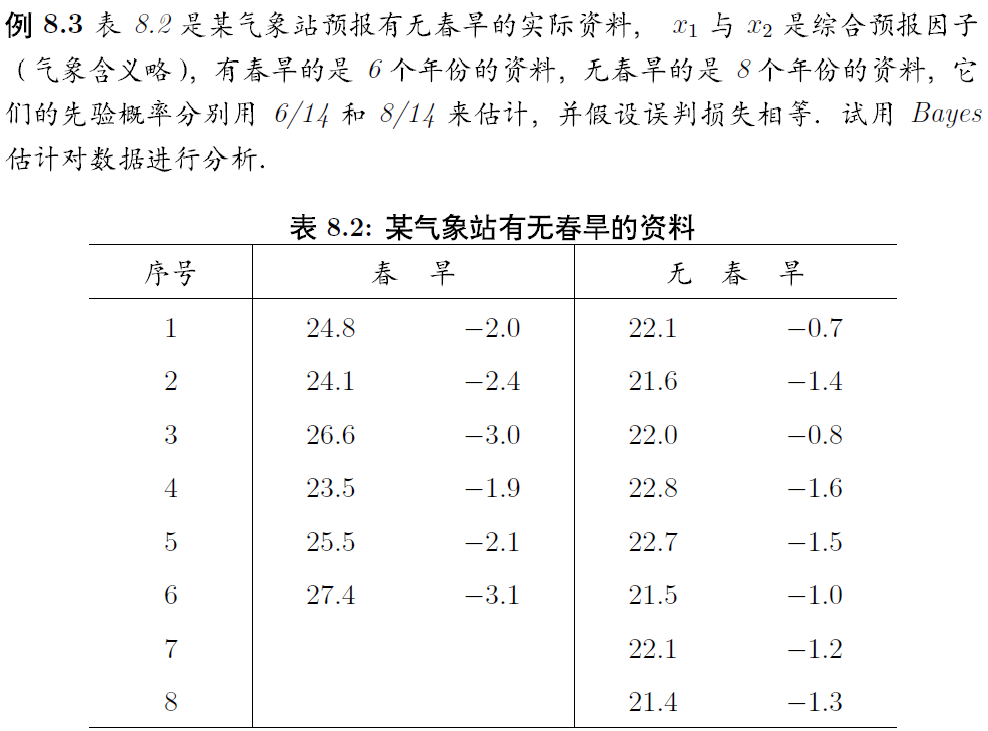 例 8.3 表 8.2 是某气象站预报有无春旱的实际资料， x₁ 与 x₂ 是综合预报因子
（气象含义略），有春旱的是 6 个年份的资料，无春旱的是 8 个年份的资料，它
们的先验概率分别用 6/14 和 8/14 来估计，并假设误判损失相等．试用 Bayes
估计对数据进行分析．
表 8.2: 某气象站有无春旱的资料
序号 春 旱 无 春 旱
1 24.8 −2.0 22.1 −0.7
2 24.1 −2.4 21.6 −1.4
3 26.6 −3.0 22.0 −0.8
4 23.5 −1.9 22.8 −1.6
5 25.5 −2.1 22.7 −1.5
6 27.4 −3.1 21.5 −1.0
7 22.1 −1.2
8 21.4 −1.3